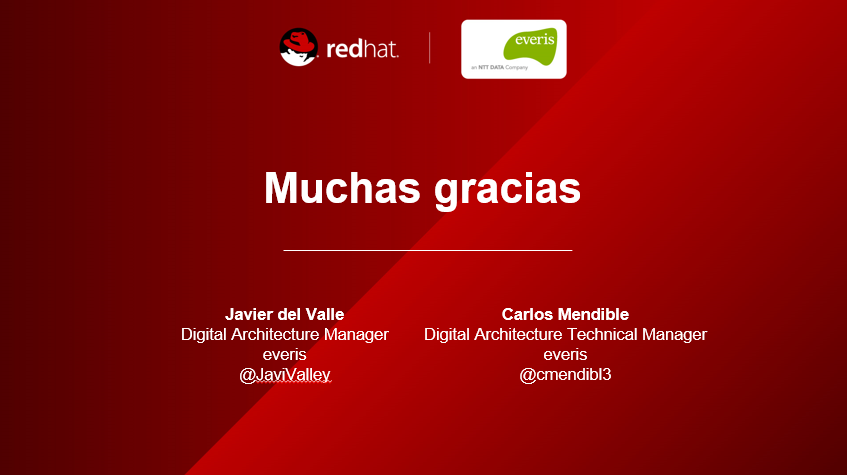 redhat.
everis
an NTT DATA Company
Muchas gracias
Javier del Valle
Digital Architecture Manager
everis
@JaviValley
Carlos Mendible
Digital Architecture Technical Manager
everis
@cmendibl3